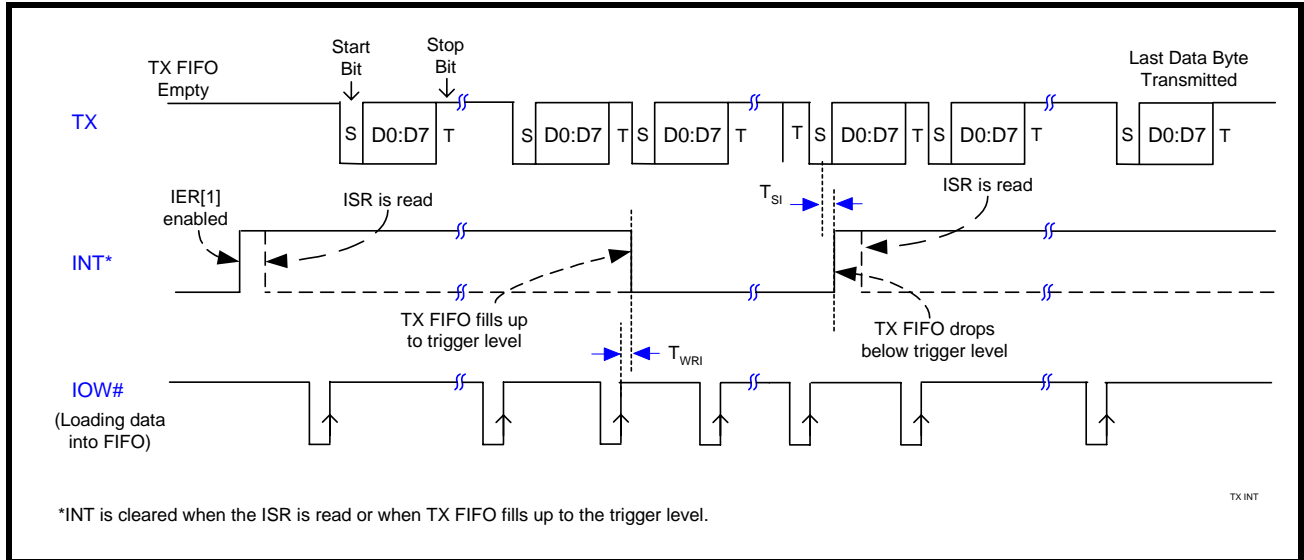 Start
Bit
Stop
Bit
TX FIFO
Empty
Last Data Byte
Transmitted
TX
S D0:D7 T S D0:D7 T S D0:D7 T T S D0:D7 T S D0:D7 T S D0:D7 T
IER[1]
enabled
ISR is read
TSI
ISR is read
INT*
TX FIFO fills up
to trigger level
TX FIFO drops
below trigger level
TWRI
IOW#
(Loading data
into FIFO)
TX INT
*INT is cleared when the ISR is read or when TX FIFO fills up to the trigger level.